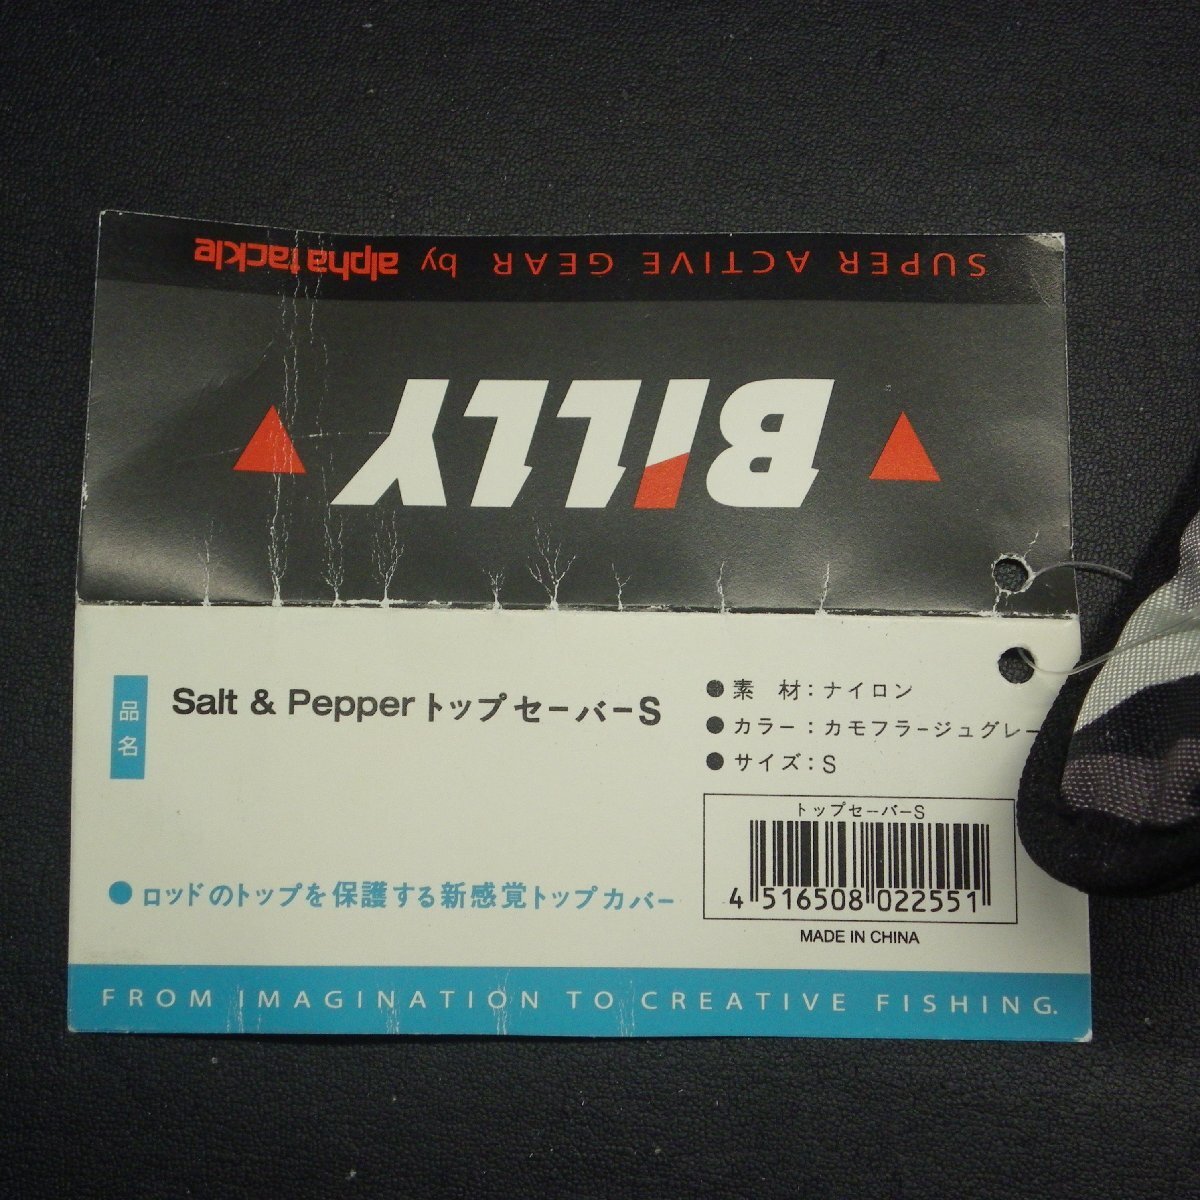 SUPER ACTIVE GEAR by alpha tackle
BiLLY
品名
Salt & Pepper トップセーバーS
●素 材：ナイロン
●カラー：カモフラージュグレー
●サイズ：S
トップセーバーS
4 516508 022551
MADE IN CHINA
●ロッドのトップを保護する新感覚トップカバー
FROM IMAGINATION TO CREATIVE FISHING.